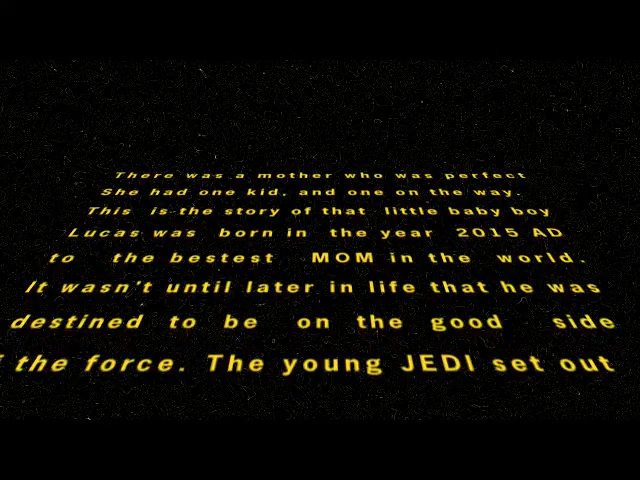 There was a mother who was perfect
She had one kid, and one on the way.
This is the story of that little baby boy
Lucas was born in the year 2015 AD
to the bestest MOM in the world.
It wasn't until later in life that he was
destined to be on the good side
the force. The young JEDI set out